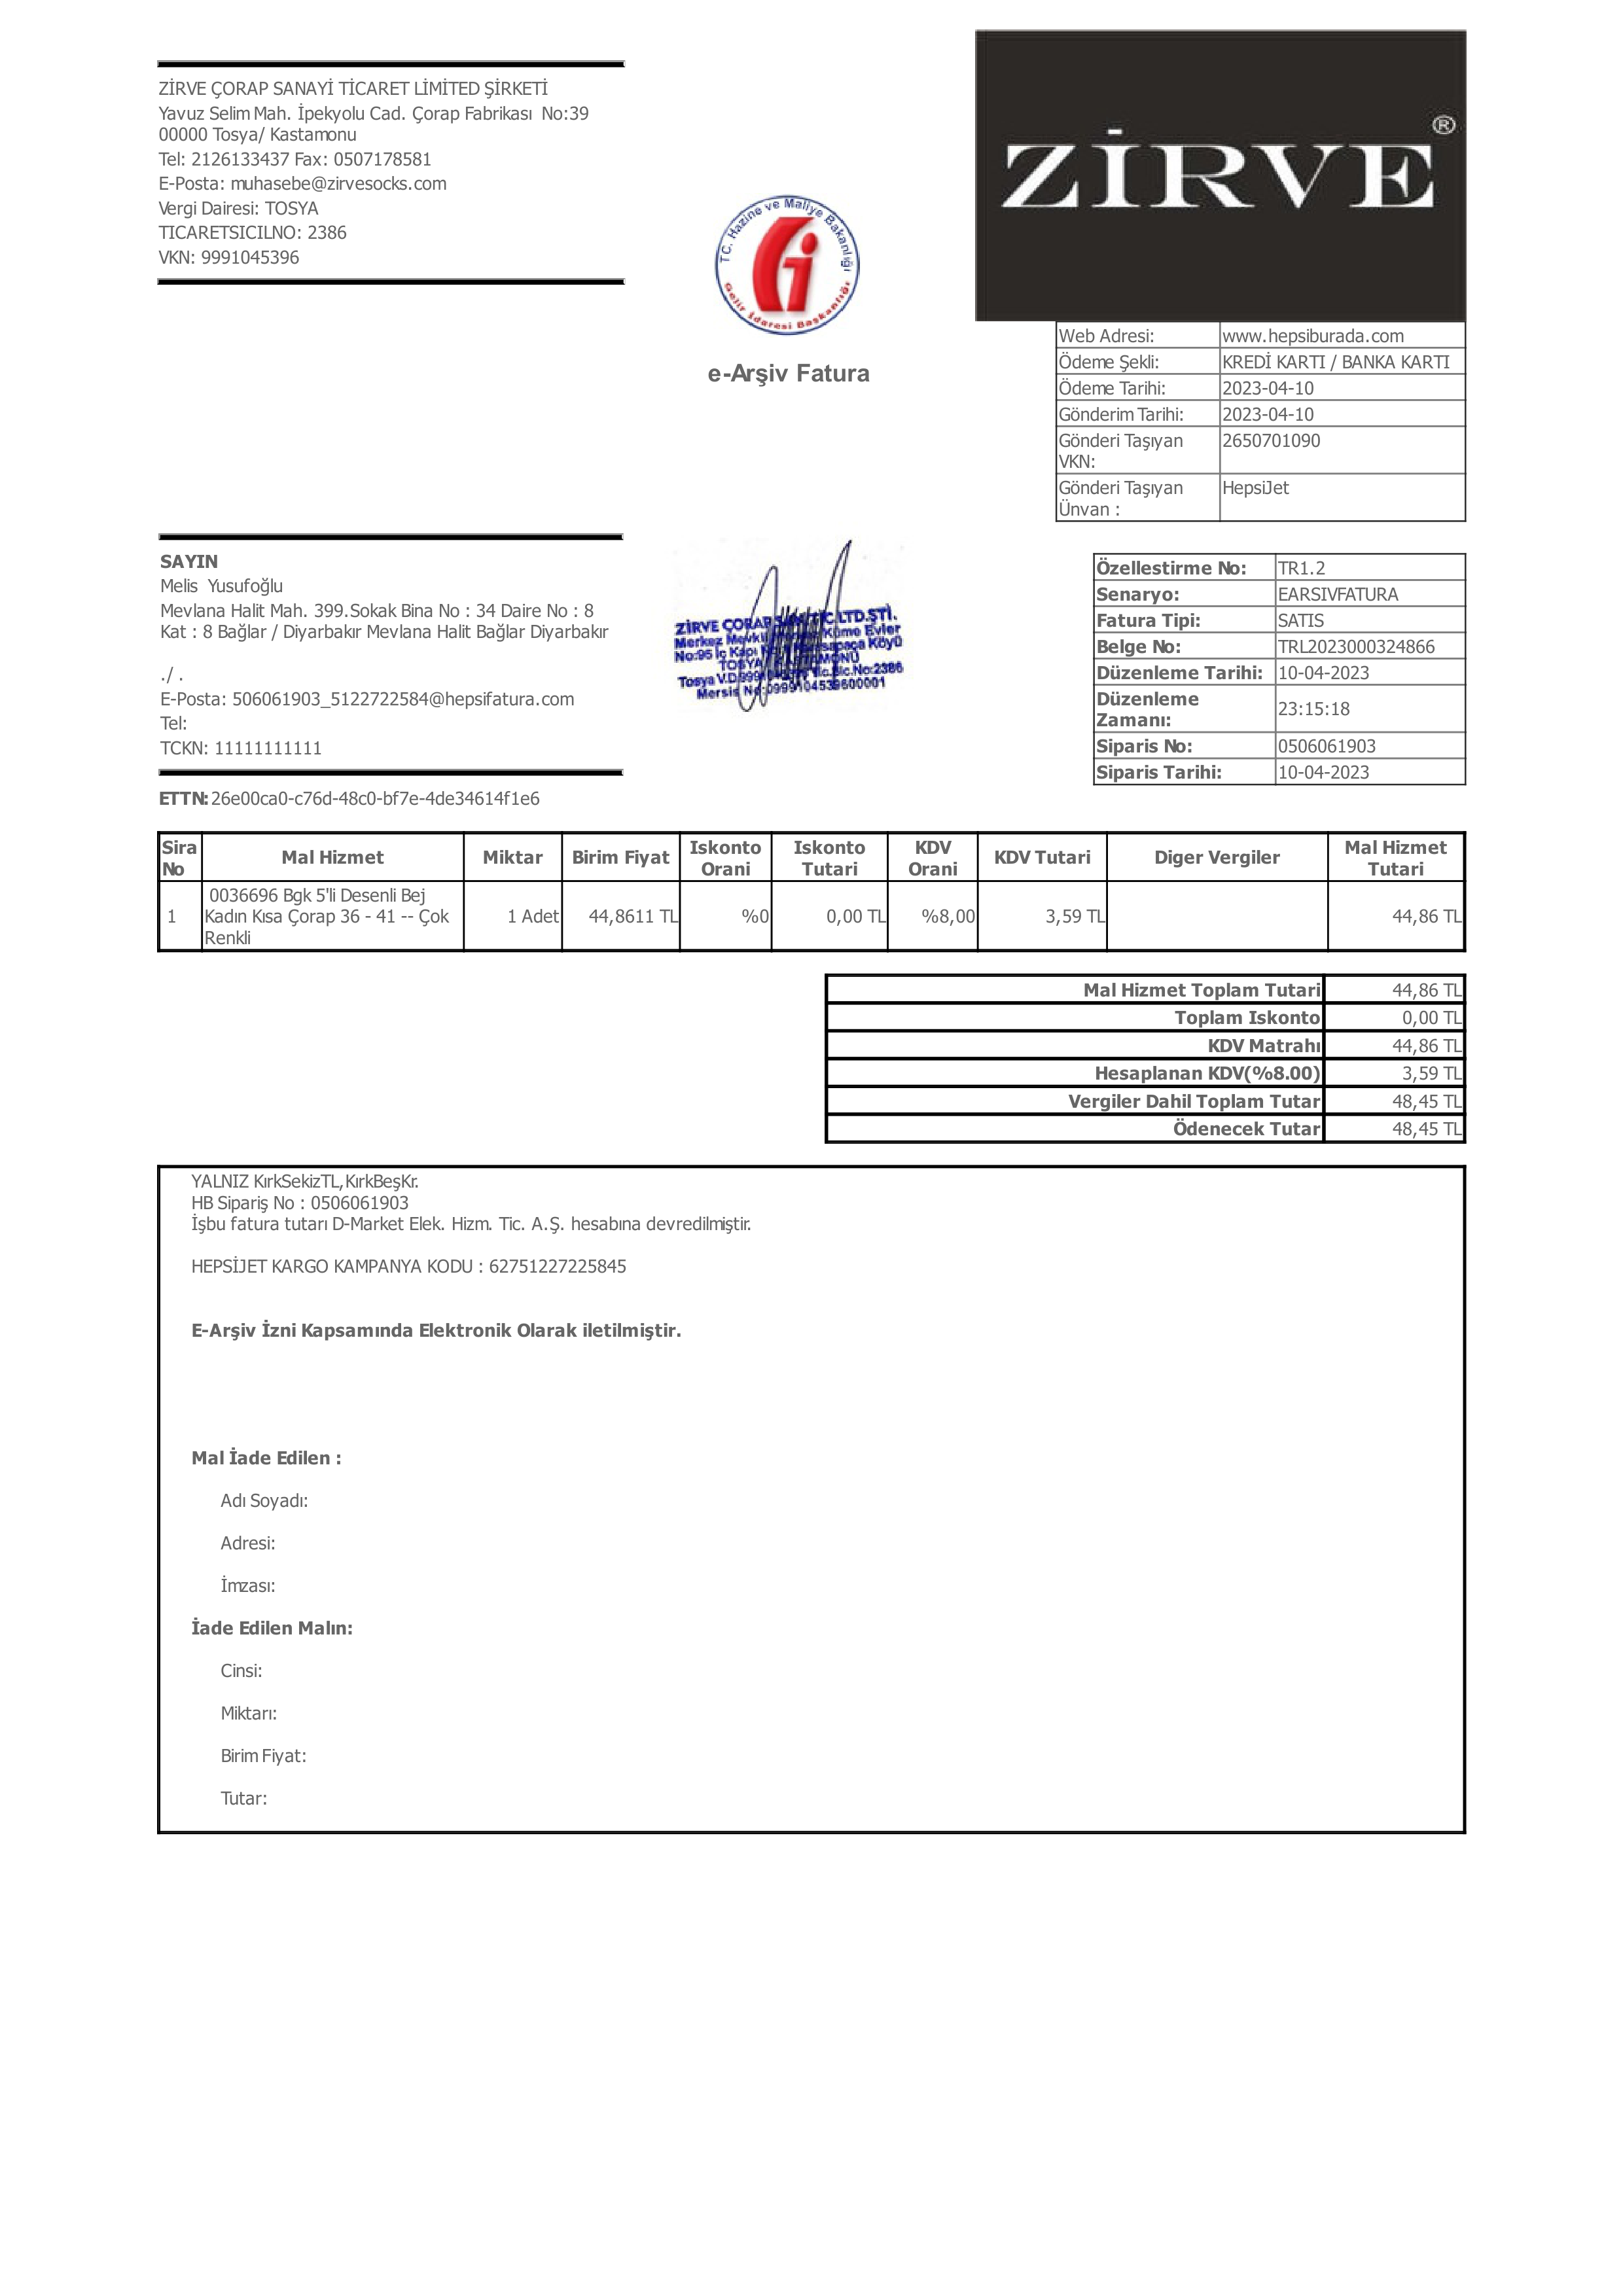 ZİRVE ÇORAP SANAYİ TİCARET LİMİTED ŞİRKETİ
Yavuz Selim Mah. İpekyolu Cad. Çorap Fabrikası No:39
00000 Tosya/ Kastamonu
Tel: 2126133437 Fax: 0507178581
E-Posta: muhasebe@zirvesocks.com
Vergi Dairesi: TOSYA
TICARETSICILNO: 2386
VKN: 9991045396
T.C. Hazine ve Maliye Bakanlığı
Gelir İdaresi Başkanlığı
e-Arşiv Fatura
ZİRVE ®
Web Adresi: www.hepsiburada.com
Ödeme Şekli: KREDİ KARTI / BANKA KARTI
Ödeme Tarihi: 2023-04-10
Gönderim Tarihi: 2023-04-10
Gönderi Taşıyan 2650701090
VKN:
Gönderi Taşıyan HepsiJet
Ünvan :
SAYIN
Melis Yusufoğlu
Mevlana Halit Mah. 399.Sokak Bina No : 34 Daire No : 8
Kat : 8 Bağlar / Diyarbakır Mevlana Halit Bağlar Diyarbakır
./ .
E-Posta: 506061903_5122722584@hepsifatura.com
Tel:
TCKN: 11111111111
ETTN: 26e00ca0-c76d-48c0-bf7e-4de34614f1e6
ZİRVE ÇORAP LTD.ŞTİ.
Merkez Küme Evler
No:95 İç Kapı Köyü
TOSYA
Tosya V.D. No:2386
Mersis No:
Özellestirme No: TR1.2
Senaryo: EARSIVFATURA
Fatura Tipi: SATIS
Belge No: TRL2023000324866
Düzenleme Tarihi: 10-04-2023
Düzenleme
Zamanı: 23:15:18
Siparis No: 0506061903
Siparis Tarihi: 10-04-2023
Sira No Mal Hizmet Miktar Birim Fiyat Iskonto Orani Iskonto Tutari KDV Orani KDV Tutari Diger Vergiler Mal Hizmet Tutari
0036696 Bgk 5'li Desenli Bej
1 Kadın Kısa Çorap 36 - 41 -- Çok 1 Adet 44,8611 TL %0 0,00 TL %8,00 3,59 TL 44,86 TL
Renkli
Mal Hizmet Toplam Tutari 44,86 TL
Toplam Iskonto 0,00 TL
KDV Matrahı 44,86 TL
Hesaplanan KDV(%8.00) 3,59 TL
Vergiler Dahil Toplam Tutar 48,45 TL
Ödenecek Tutar 48,45 TL
YALNIZ KırkSekizTL,KırkBeşKr.
HB Sipariş No : 0506061903
İşbu fatura tutarı D-Market Elek. Hizm. Tic. A.Ş. hesabına devredilmiştir.
HEPSİJET KARGO KAMPANYA KODU : 62751227225845
E-Arşiv İzni Kapsamında Elektronik Olarak iletilmiştir.
Mal İade Edilen :
Adı Soyadı:
Adresi:
İmzası:
İade Edilen Malın:
Cinsi:
Miktarı:
Birim Fiyat:
Tutar: